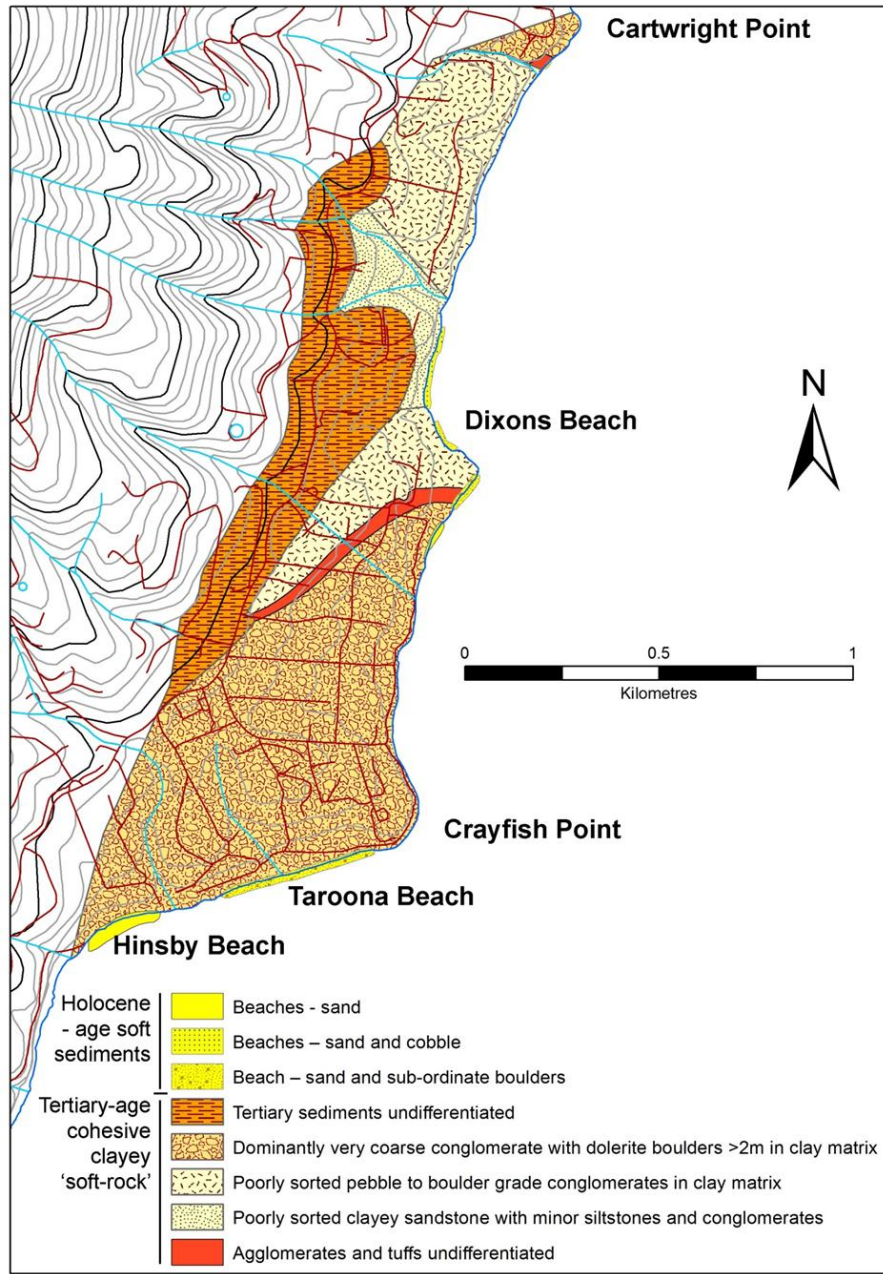 Cartwright Point
N
Dixons Beach
0 0.5 1
Kilometres
Crayfish Point
Taroona Beach
Hinsby Beach
Holocene
- age soft
sediments
Beaches - sand
Beaches – sand and cobble
Beach – sand and sub-ordinate boulders
Tertiary-age
cohesive
clayey
'soft-rock'
Tertiary sediments undifferentiated
Dominantly very coarse conglomerate with dolerite boulders >2m in clay matrix
Poorly sorted pebble to boulder grade conglomerates in clay matrix
Poorly sorted clayey sandstone with minor siltstones and conglomerates
Agglomerates and tuffs undifferentiated